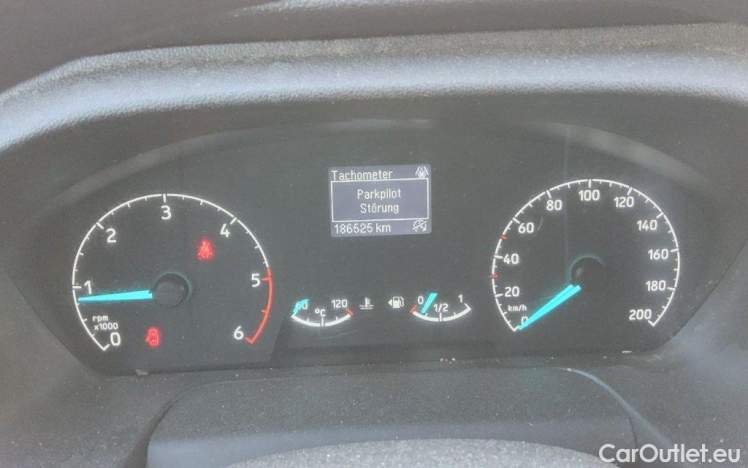 Tachometer
Parkpilot
Störung
186525 km
0 1 2 3 4 5 6
rpm
x1000
120
°C
0 1/2 1
0 20 40 60 80 100 120 140 160 180 200
km/h
CarOutlet.eu